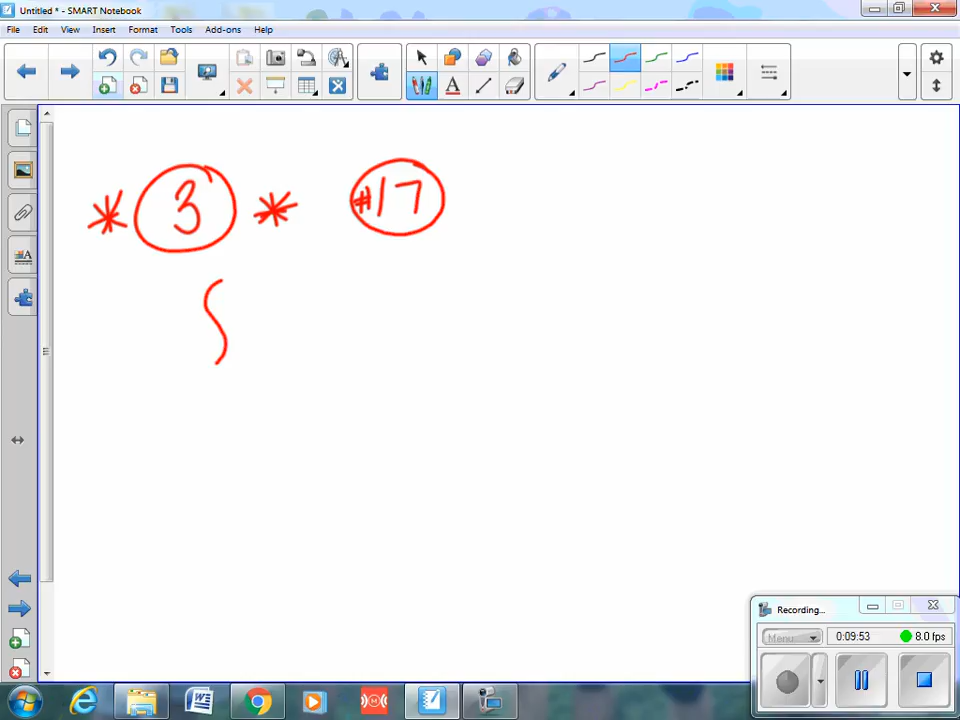 Untitled * - SMART Notebook
File Edit View Insert Format Tools Add-ons Help
* 3 * #17
∫
Recording...
Menu 0:09:53 8.0 fps